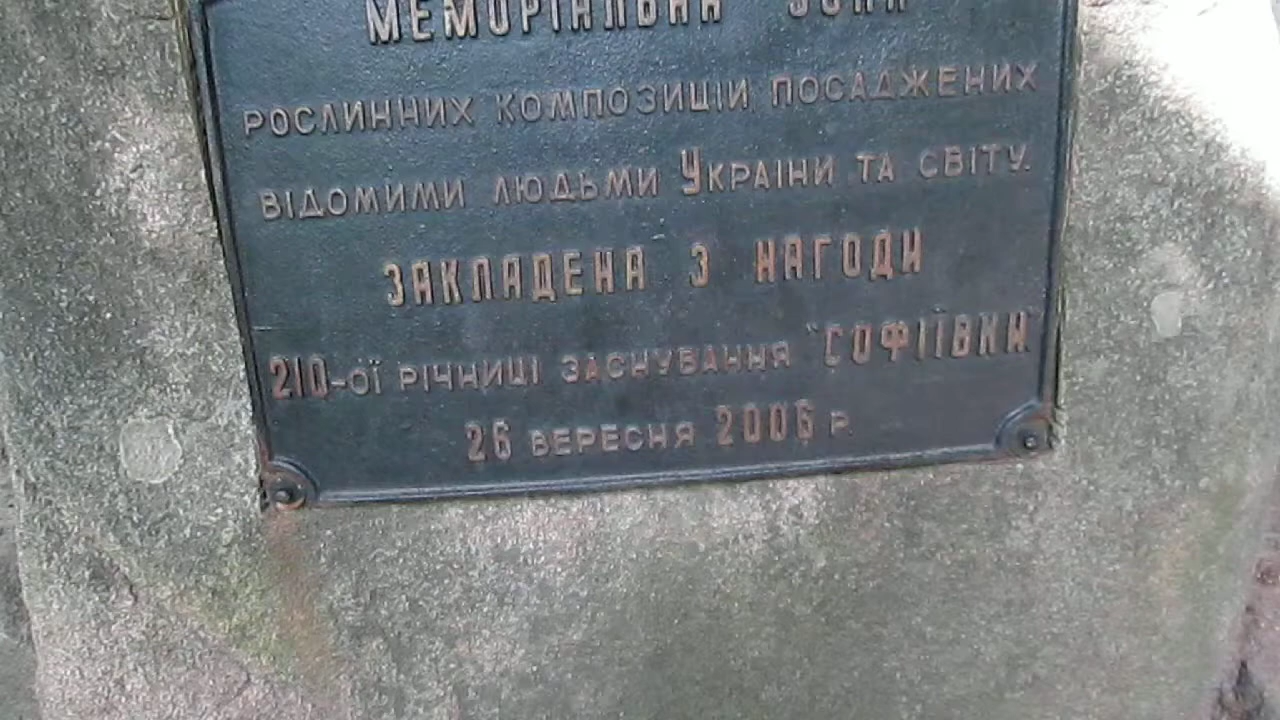 МЕМОРІАЛЬНА ЗОНА
РОСЛИННИХ КОМПОЗИЦІЙ ПОСАДЖЕНИХ
ВІДОМИМИ ЛЮДЬМИ УКРАЇНИ ТА СВІТУ.
ЗАКЛАДЕНА З НАГОДИ
210-ОЇ РІЧНИЦІ ЗАСНУВАННЯ "СОФІЇВКИ"
26 ВЕРЕСНЯ 2006 Р.